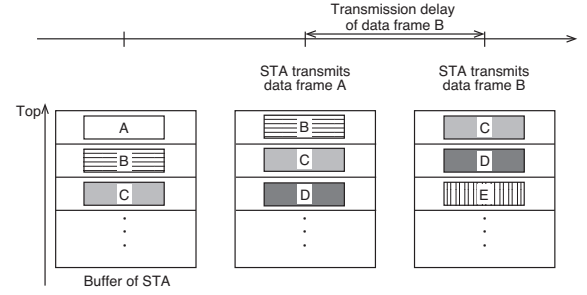 Transmission delay
of data frame B
STA transmits
data frame A
STA transmits
data frame B
Top
A
B
C
B
C
D
C
D
E
Buffer of STA